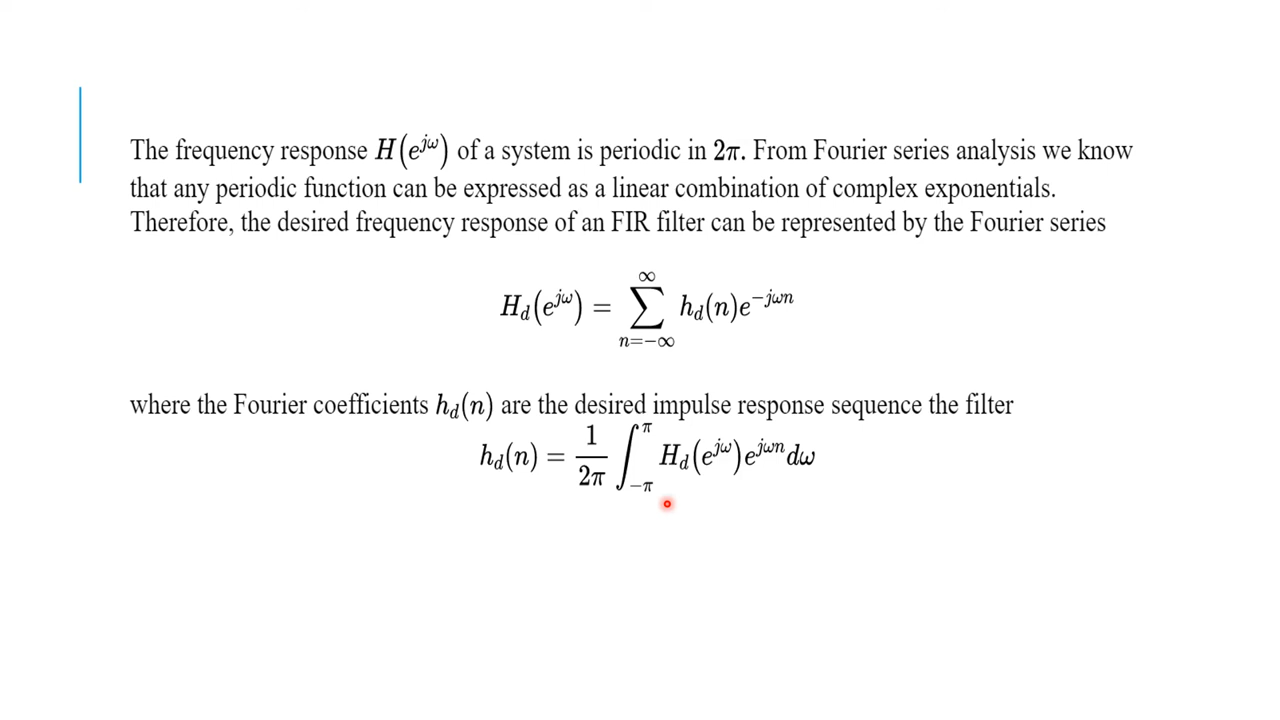 The frequency response H(e^{jω}) of a system is periodic in 2π. From Fourier series analysis we know
that any periodic function can be expressed as a linear combination of complex exponentials.
Therefore, the desired frequency response of an FIR filter can be represented by the Fourier series
H_d(e^{jω}) = ∑_{n=-∞}^{∞} h_d(n)e^{-jωn}
where the Fourier coefficients h_d(n) are the desired impulse response sequence the filter
h_d(n) = \frac{1}{2π} ∫_{-π}^{π} H_d(e^{jω})e^{jωn}dω